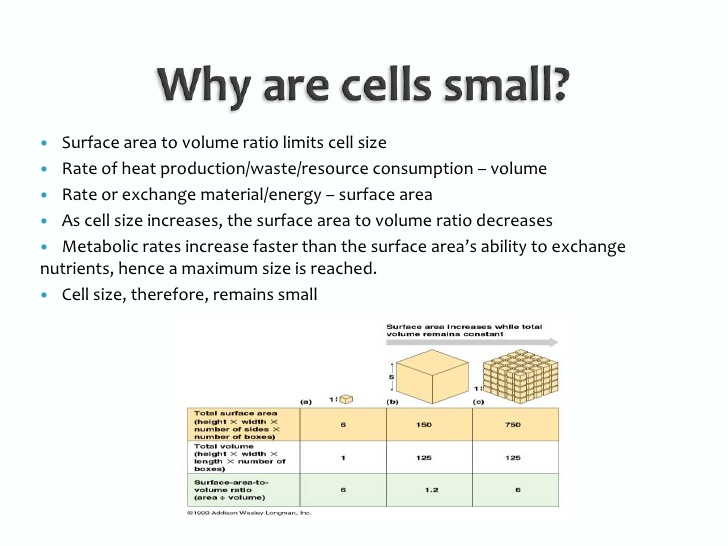 Why are cells small?
• Surface area to volume ratio limits cell size
• Rate of heat production/waste/resource consumption – volume
• Rate or exchange material/energy – surface area
• As cell size increases, the surface area to volume ratio decreases
• Metabolic rates increase faster than the surface area's ability to exchange
nutrients, hence a maximum size is reached.
• Cell size, therefore, remains small
Surface area increases while total
volume remains constant
5
1
1
(a)
(b)
(c)
Total surface area
(height × width ×
number of sides ×
number of boxes)
6
150
750
Total volume
(height × width ×
length × number of
boxes)
1
125
125
Surface-area-to-
volume ratio
(area ÷ volume)
6
1.2
6
©1999 Addison Wesley Longman, Inc.